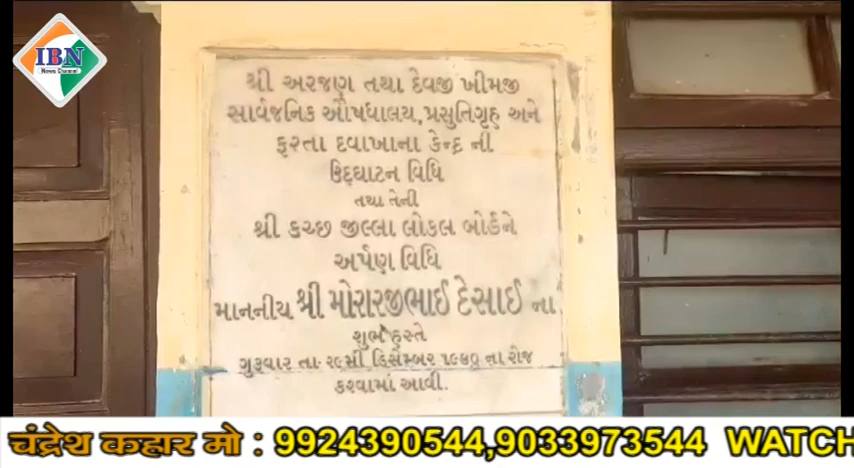 IBN
News Channel
શ્રી અરજણ તથા દેવજી ખીમજી
સાર્વજનિક ઔષધાલય,પ્રસુતિગૃહ અને
ફરતા દવાખાના કેન્દ્ર ની
ઉદ્ઘાટન વિધિ
તથા તેની
શ્રી કચ્છ જીલ્લા લોકલ બોર્ડને
અર્પણ વિધિ
માનનીય શ્રી મોરારજીભાઈ દેસાઈ ના
શુભ હસ્તે
ગુરૂવાર તા. ૨૯મી ડિસેમ્બર ૧૯૬૦ ના રોજ
કરવામાં આવી.
चंद्रेश कहार मो : 9924390544,9033973544 WATCH